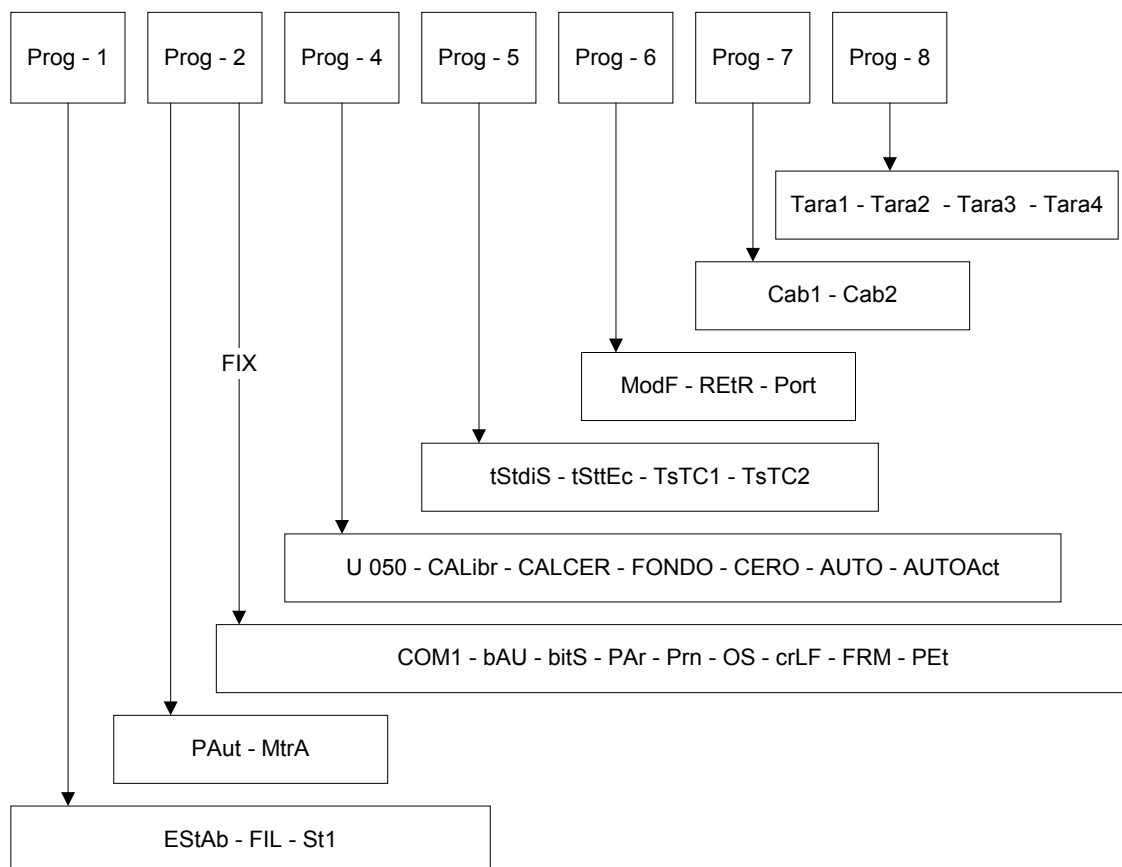 Prog - 1
Prog - 2
Prog - 4
Prog - 5
Prog - 6
Prog - 7
Prog - 8
Tara1 - Tara2 - Tara3 - Tara4
Cab1 - Cab2
FIX
ModF - REtR - Port
tStdiS - tSttEc - TsTC1 - TsTC2
U 050 - CALibr - CALCER - FONDO - CERO - AUTO - AUTOAct
COM1 - bAU - bitS - PAr - Prn - OS - crLF - FRM - PEt
PAut - MtrA
EStAb - FIL - St1